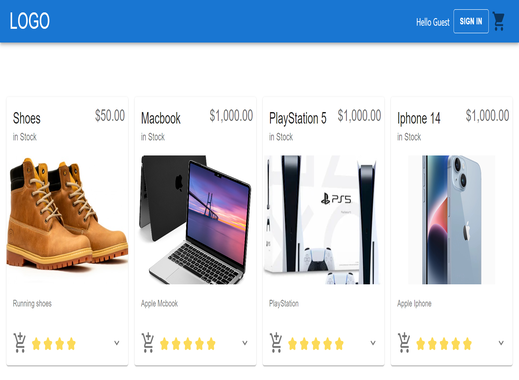 LOGO
Hello Guest SIGN IN
Shoes $50.00
in Stock
Running shoes
Macbook $1,000.00
in Stock
Apple Mcbook
PlayStation 5 $1,000.00
in Stock
PS5
PlayStation
Iphone 14 $1,000.00
in Stock
Apple Iphone